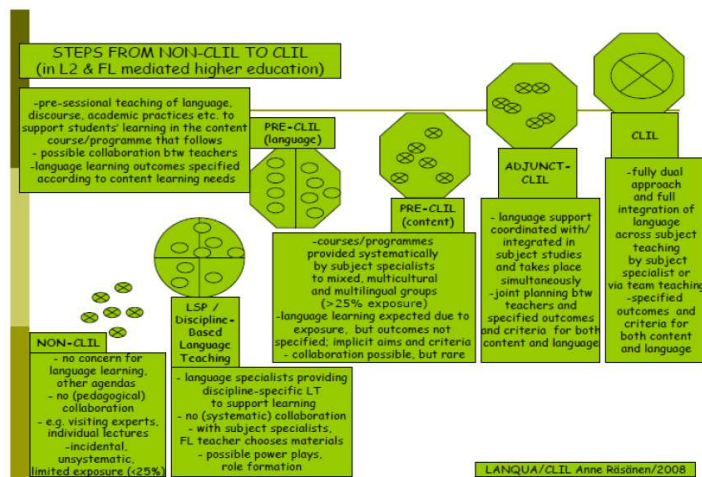 STEPS FROM NON-CLIL TO CLIL
(in L2 & FL mediated higher education)
-pre-sessional teaching of language,
discourse, academic practices etc. to
support students' learning in the content
course/programme that follows
- possible collaboration btw teachers
-language learning outcomes specified
according to content learning needs
PRE-CLIL
(language)
NON-CLIL
- no concern for
language learning,
other agendas
- no (pedagogical)
collaboration
- e.g. visiting experts,
individual lectures
-incidental,
unsystematic,
limited exposure (<25%)
LSP /
Discipline-
Based
Language
Teaching
- language specialists providing
discipline-specific LT
to support learning
- no (systematic) collaboration
- with subject specialists,
FL teacher chooses materials
- possible power plays,
role formation
PRE-CLIL
(content)
-courses/programmes
provided systematically
by subject specialists
to mixed, multicultural
and multilingual groups
(>25% exposure)
-language learning expected due to
exposure, but outcomes not
specified; implicit aims and criteria
- collaboration possible, but rare
ADJUNCT-
CLIL
- language support
coordinated with/
integrated in
subject studies
and takes place
simultaneously
-joint planning btw
teachers and specified
outcomes and
criteria for both
content and language
CLIL
-fully dual
approach and full
integration of
language
across subject
teaching
by subject
specialist or
via team teaching
-specified
outcomes and
criteria for
both content
and language
LANQUA/CLIL Anne Räsänen/2008